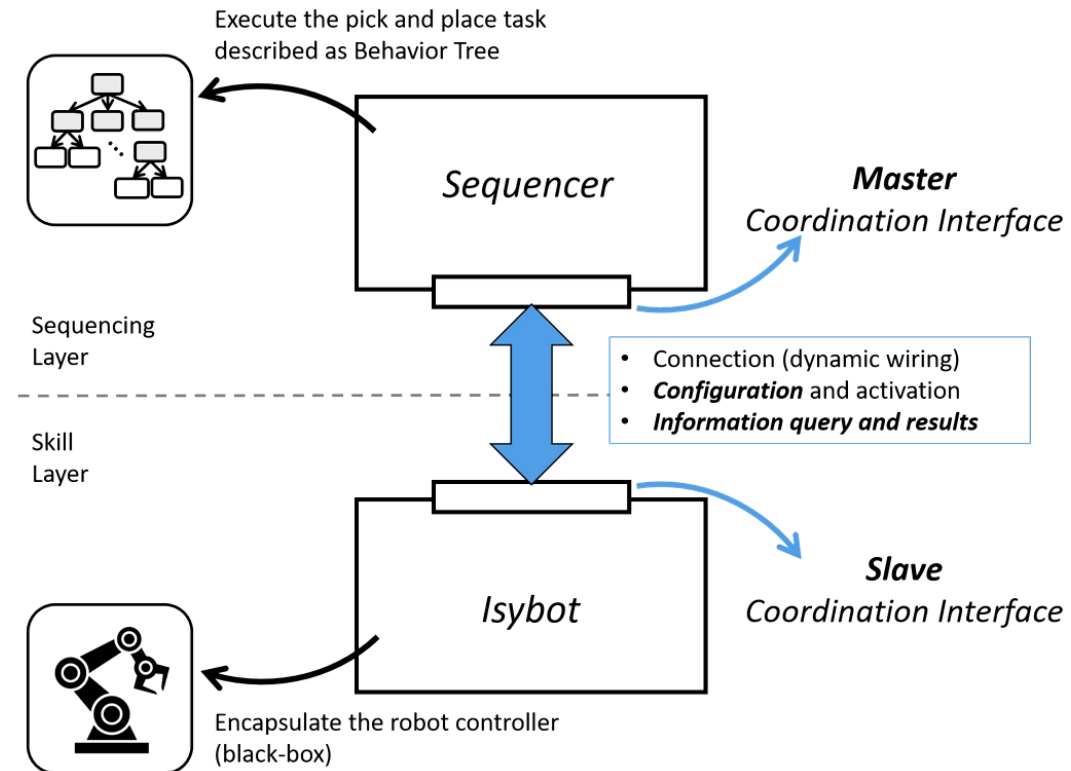 Execute the pick and place task
described as Behavior Tree
Sequencer
Master
Coordination Interface
Sequencing
Layer
• Connection (dynamic wiring)
• Configuration and activation
• Information query and results
Skill
Layer
Isybot
Slave
Coordination Interface
Encapsulate the robot controller
(black-box)